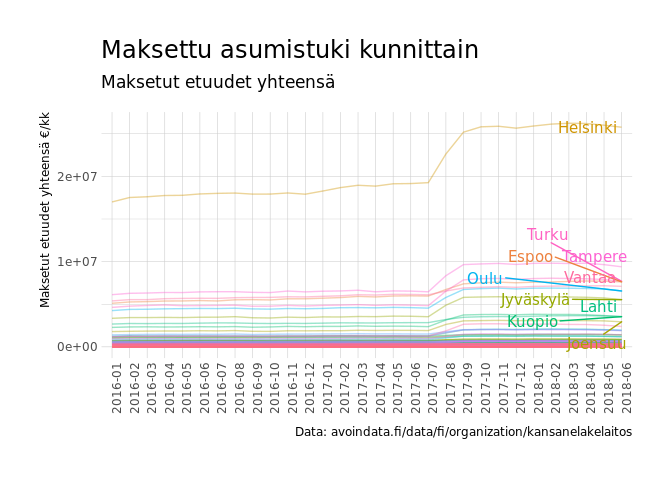 Maksettu asumistuki kunnittain
Maksetut etuudet yhteensä
Maksetut etuudet yhteensä €/kk
2e+07
1e+07
0e+00
Helsinki
Turku
Espoo
Tampere
Vantaa
Oulu
Jyväskylä
Lahti
Kuopio
Joensuu
2016-01
2016-02
2016-03
2016-04
2016-05
2016-06
2016-07
2016-08
2016-09
2016-10
2016-11
2016-12
2017-01
2017-02
2017-03
2017-04
2017-05
2017-06
2017-07
2017-08
2017-09
2017-10
2017-11
2017-12
2018-01
2018-02
2018-03
2018-04
2018-05
2018-06
Data: avoindata.fi/data/fi/organization/kansanelakelaitos